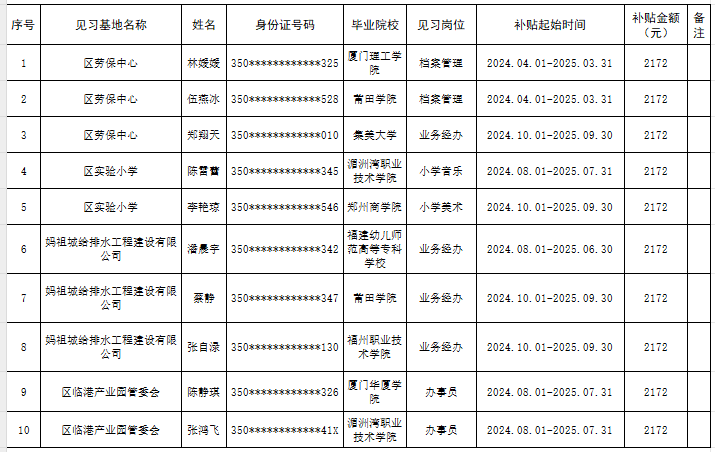 序号 见习基地名称 姓名 身份证号码 毕业院校 见习岗位 补贴起始时间 补贴金额（元） 备注
1 区劳保中心 林媛媛 350************325 厦门理工学院 档案管理 2024.04.01-2025.03.31 2172
2 区劳保中心 伍燕冰 350************528 莆田学院 档案管理 2024.04.01-2025.03.31 2172
3 区劳保中心 郑翔天 350************010 集美大学 业务经办 2024.10.01-2025.09.30 2172
4 区实验小学 陈雷蕾 350************345 湄洲湾职业技术学院 小学音乐 2024.08.01-2025.07.31 2172
5 区实验小学 李艳琼 350************546 郑州商学院 小学美术 2024.10.01-2025.09.30 2172
6 妈祖城给排水工程建设有限公司 潘晨宇 350************342 福建幼儿师范高等专科学校 业务经办 2024.08.01-2025.06.30 2172
7 妈祖城给排水工程建设有限公司 蔡静 350************347 莆田学院 业务经办 2024.10.01-2025.09.30 2172
8 妈祖城给排水工程建设有限公司 张自渌 350************130 福州职业技术学院 业务经办 2024.10.01-2025.09.30 2172
9 区临港产业园管委会 陈静琪 350************326 厦门华厦学院 办事员 2024.08.01-2025.07.31 2172
10 区临港产业园管委会 张鸿飞 350************41X 湄洲湾职业技术学院 办事员 2024.08.01-2025.07.31 2172